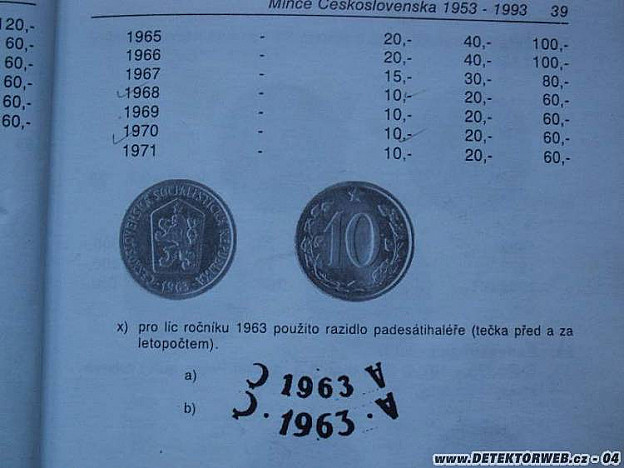 Mince Československa 1953 - 1993 39
120,-
60,-
60,-
60,-
60,-
60,-
1965 - 20,- 40,- 100,-
1966 - 20,- 40,- 100,-
1967 - 15,- 30,- 80,-
1968 - 10,- 20,- 60,-
1969 - 10,- 20,- 60,-
1970 - 10,- 20,- 60,-
1971 - 10,- 20,- 60,-
ČESKOSLOVENSKÁ SOCIALISTICKÁ REPUBLIKA
· 1963 ·
10
x) pro líc ročníku 1963 použito razidlo padesátihaléře (tečka před a za
letopočtem).
a) 1963 A
b) · 1963 · A
www.DETEKTORWEB.cz - 04